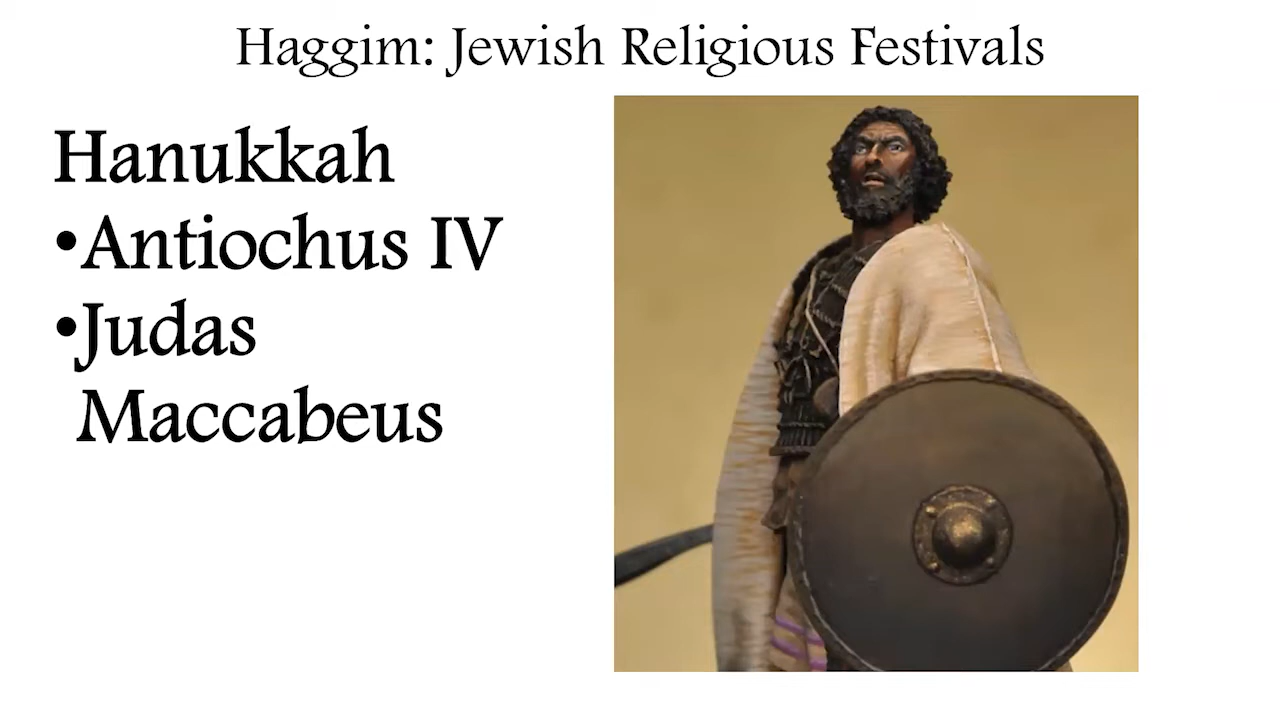 Haggim: Jewish Religious Festivals
Hanukkah
•Antiochus IV
•Judas
Maccabeus